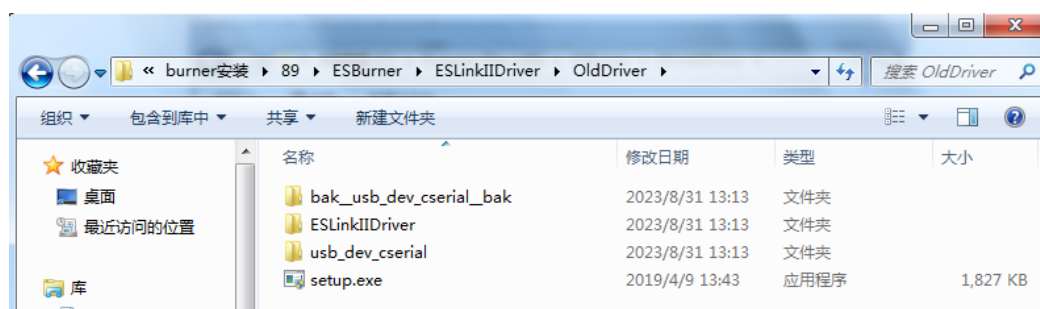 « burner安装 ▸ 89 ▸ ESBurner ▸ ESLinkIIDriver ▸ OldDriver ▸ 搜索 OldDriver
组织 包含到库中 共享 新建文件夹
收藏夹
桌面
最近访问的位置
库
名称 修改日期 类型 大小
bak__usb_dev_cserial__bak 2023/8/31 13:13 文件夹
ESLinkIIDriver 2023/8/31 13:13 文件夹
usb_dev_cserial 2023/8/31 13:13 文件夹
setup.exe 2019/4/9 13:43 应用程序 1,827 KB